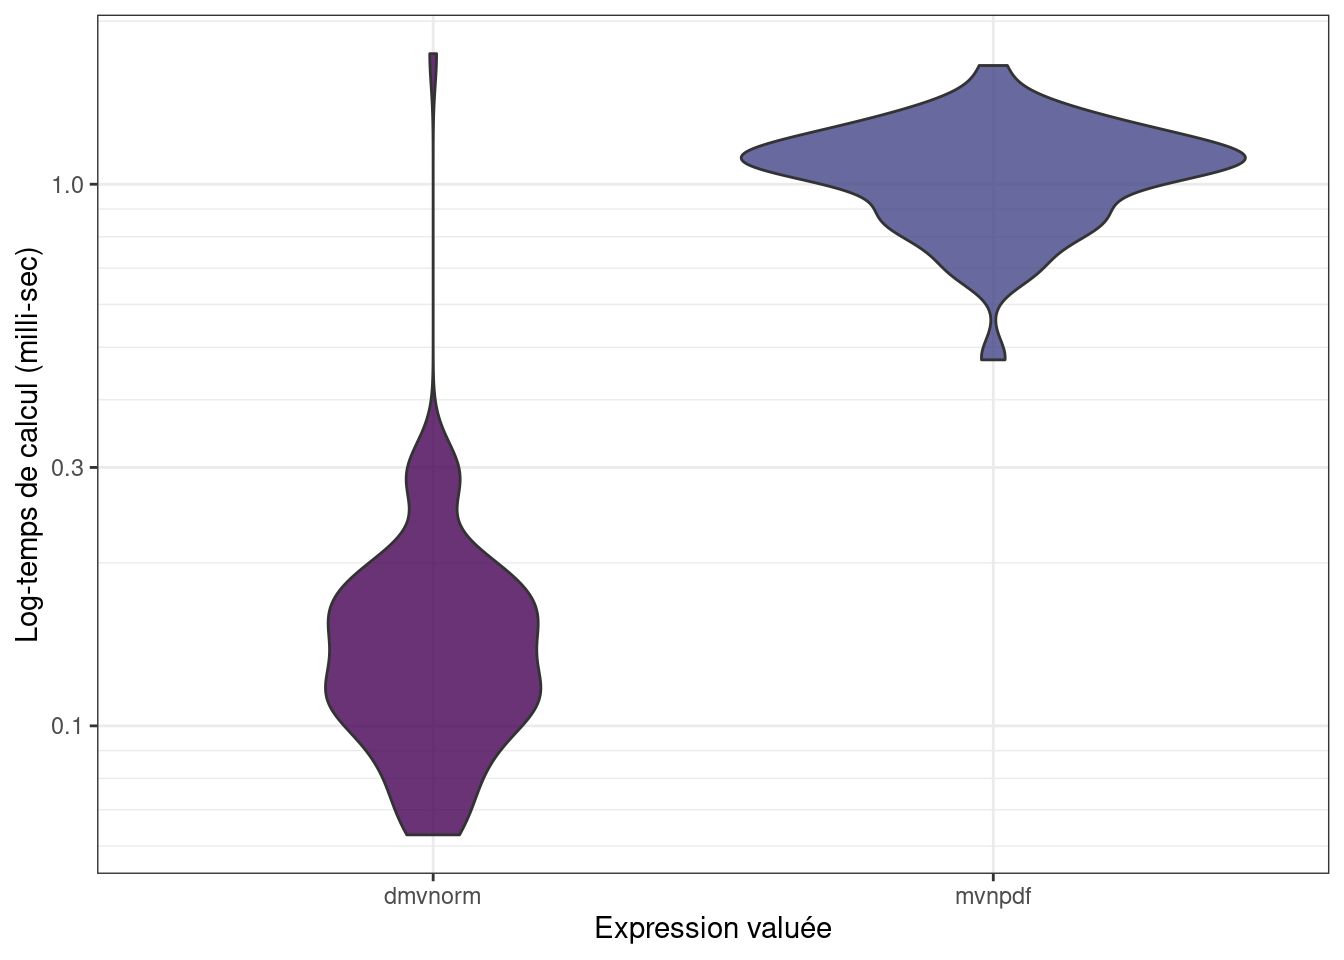 Log-temps de calcul (milli-sec)
1.0
0.3
0.1
dmvnorm
mvnpdf
Expression valuée